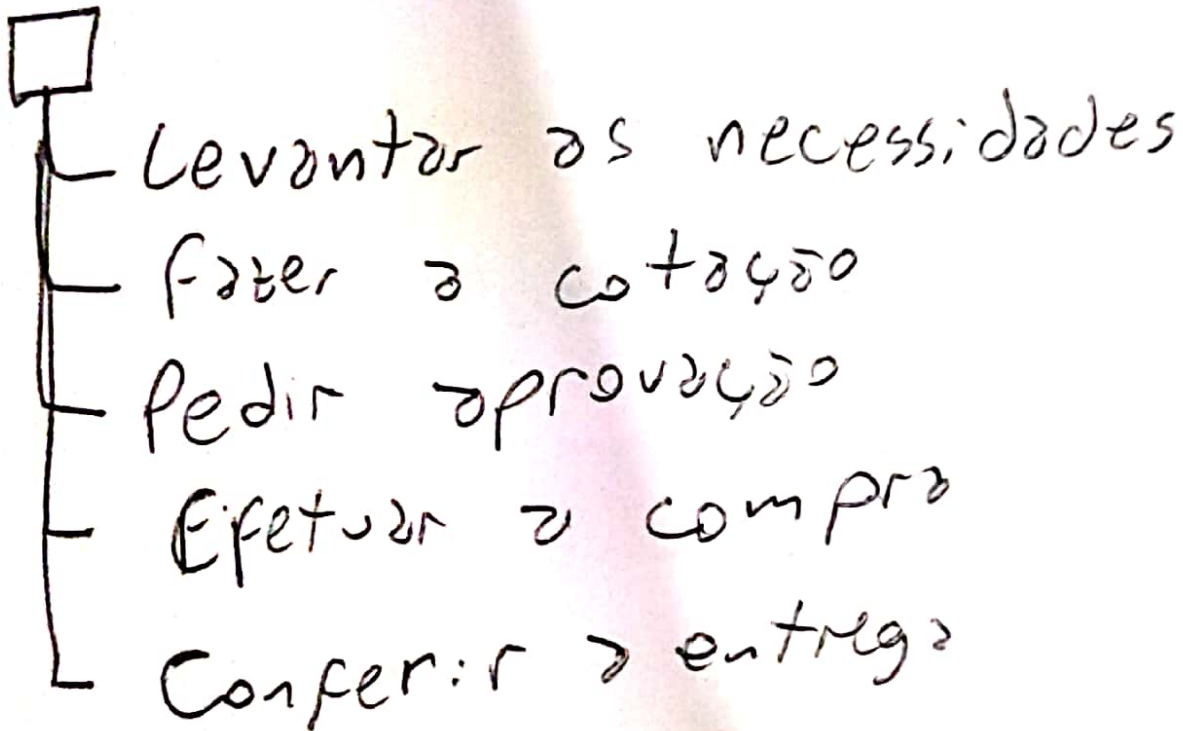 Levantar as necessidades
fazer a cotação
Pedir aprovação
Efetuar a compra
Conferir a entrega